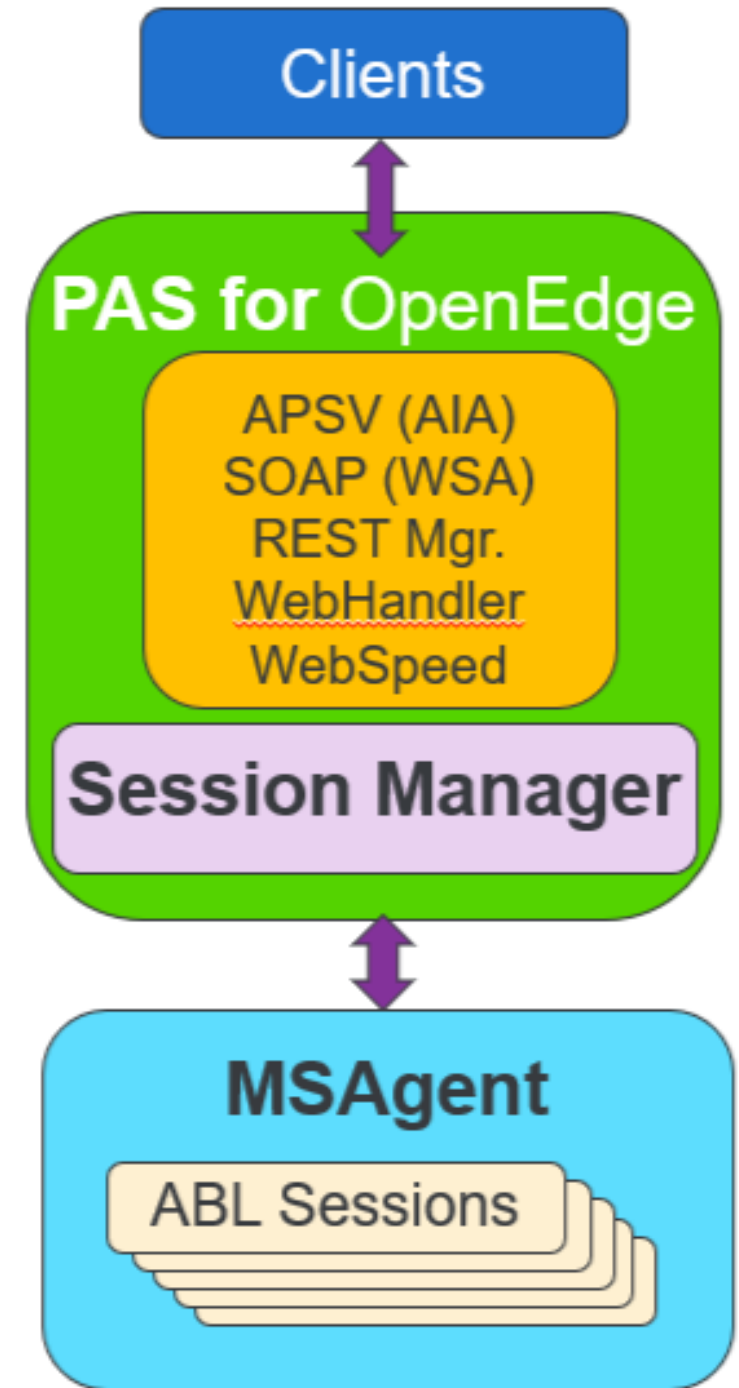 Clients
PAS for OpenEdge
APSV (AIA)
SOAP (WSA)
REST Mgr.
WebHandler
WebSpeed
Session Manager
MSAgent
ABL Sessions